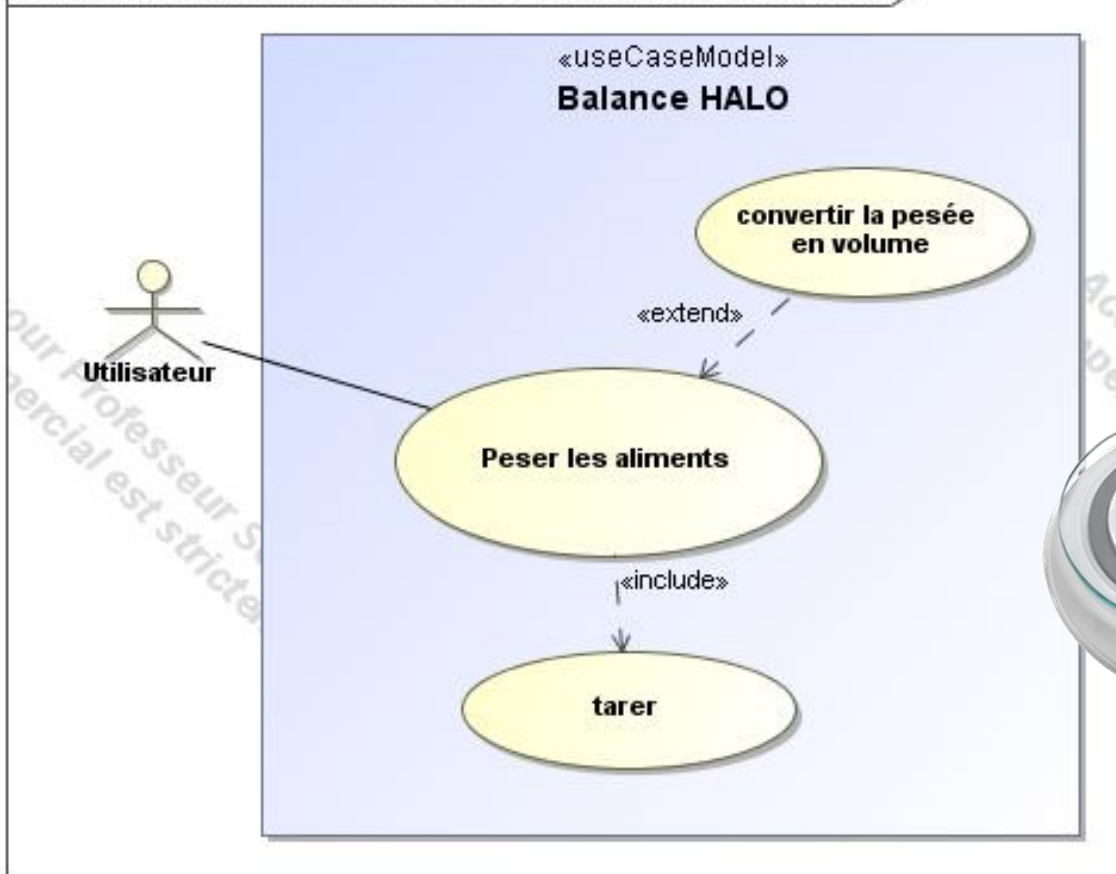 «useCaseModel»
Balance HALO
convertir la pesée
en volume
«extend»
Utilisateur
Peser les aliments
«include»
tarer